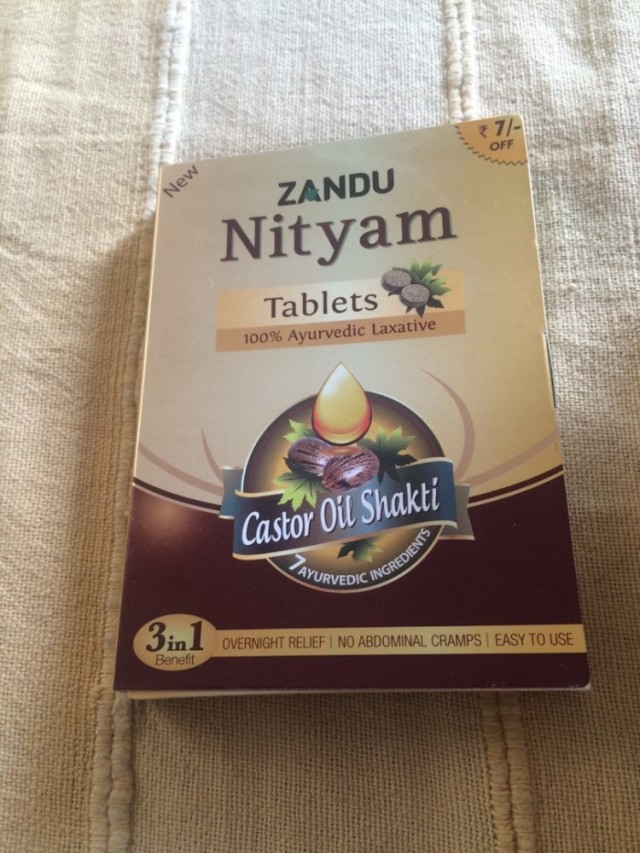 New
₹ 7/-
OFF
ZANDU
Nityam
Tablets
100% Ayurvedic Laxative
Castor Oil Shakti
7 AYURVEDIC INGREDIENTS
3 in 1
Benefit
OVERNIGHT RELIEF | NO ABDOMINAL CRAMPS | EASY TO USE